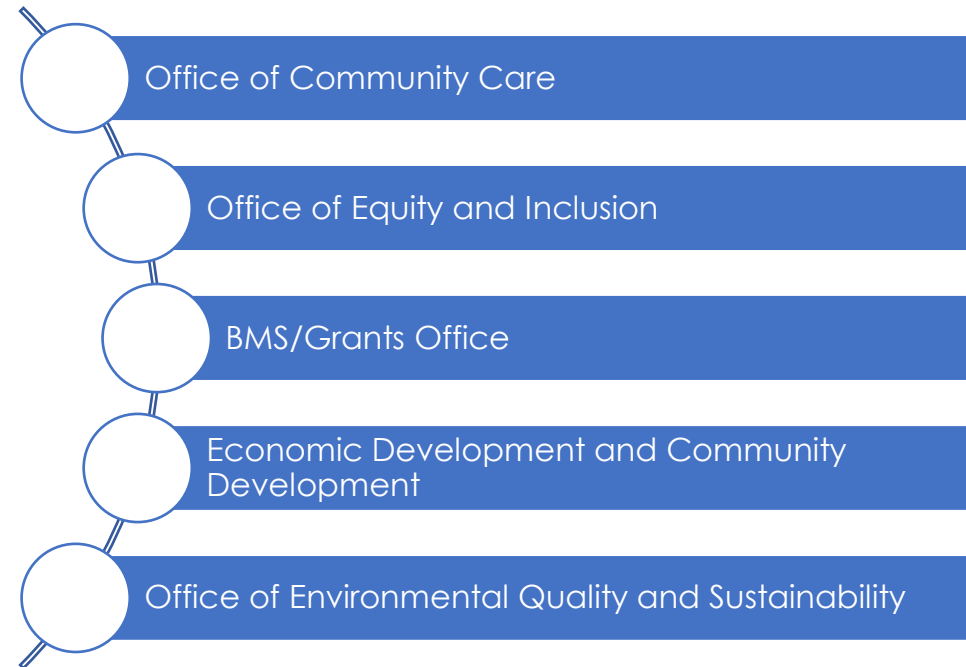 Office of Community Care
Office of Equity and Inclusion
BMS/Grants Office
Economic Development and Community
Development
Office of Environmental Quality and Sustainability